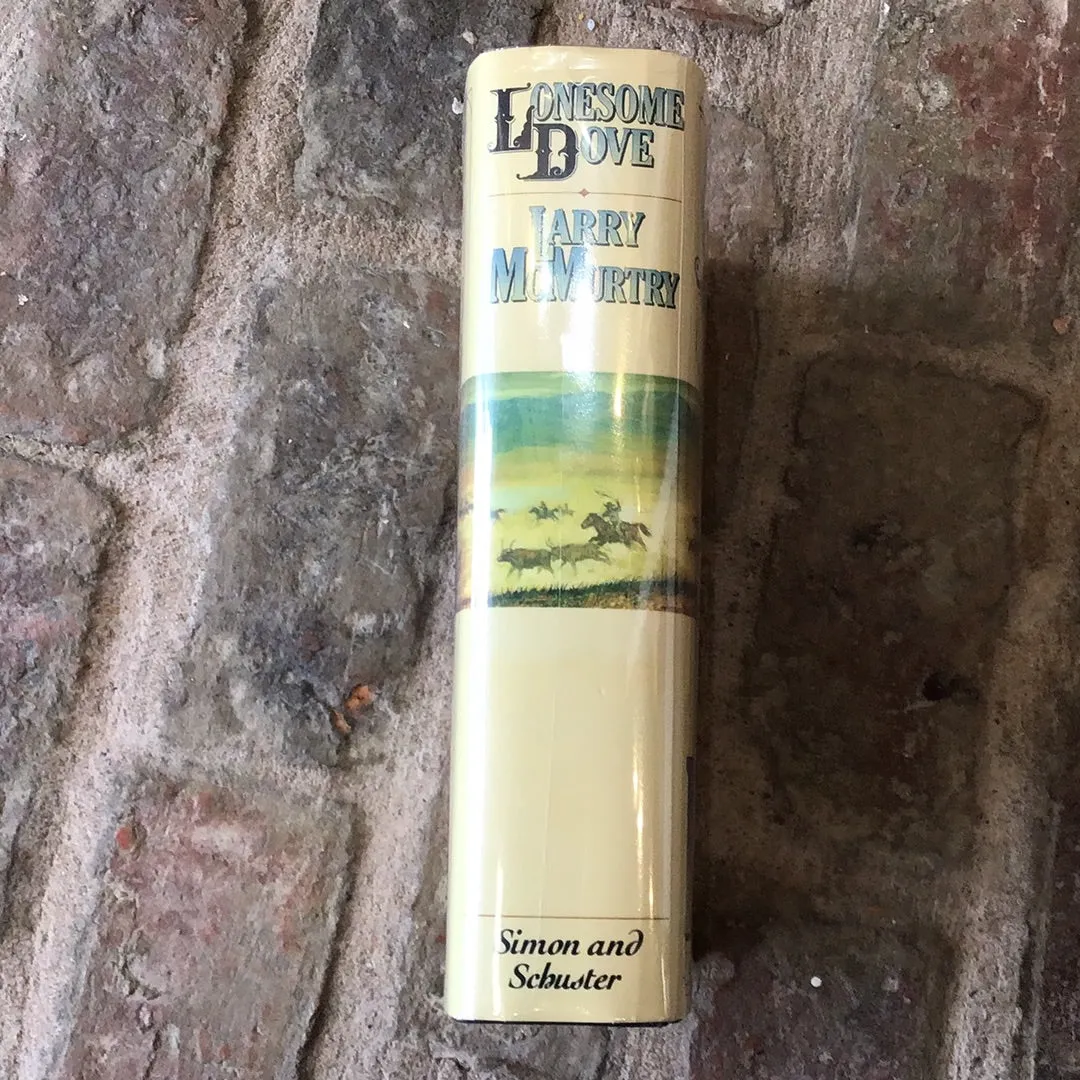 LONESOME
DOVE
LARRY
McMURTRY
Simon and
Schuster